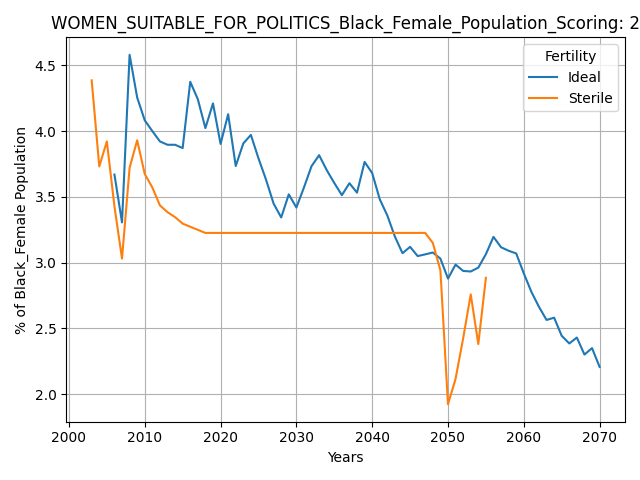 WOMEN_SUITABLE_FOR_POLITICS_Black_Female_Population_Scoring: 2
Fertility
Ideal
Sterile
4.5
4.0
3.5
3.0
2.5
2.0
% of Black_Female Population
2000 2010 2020 2030 2040 2050 2060 2070
Years